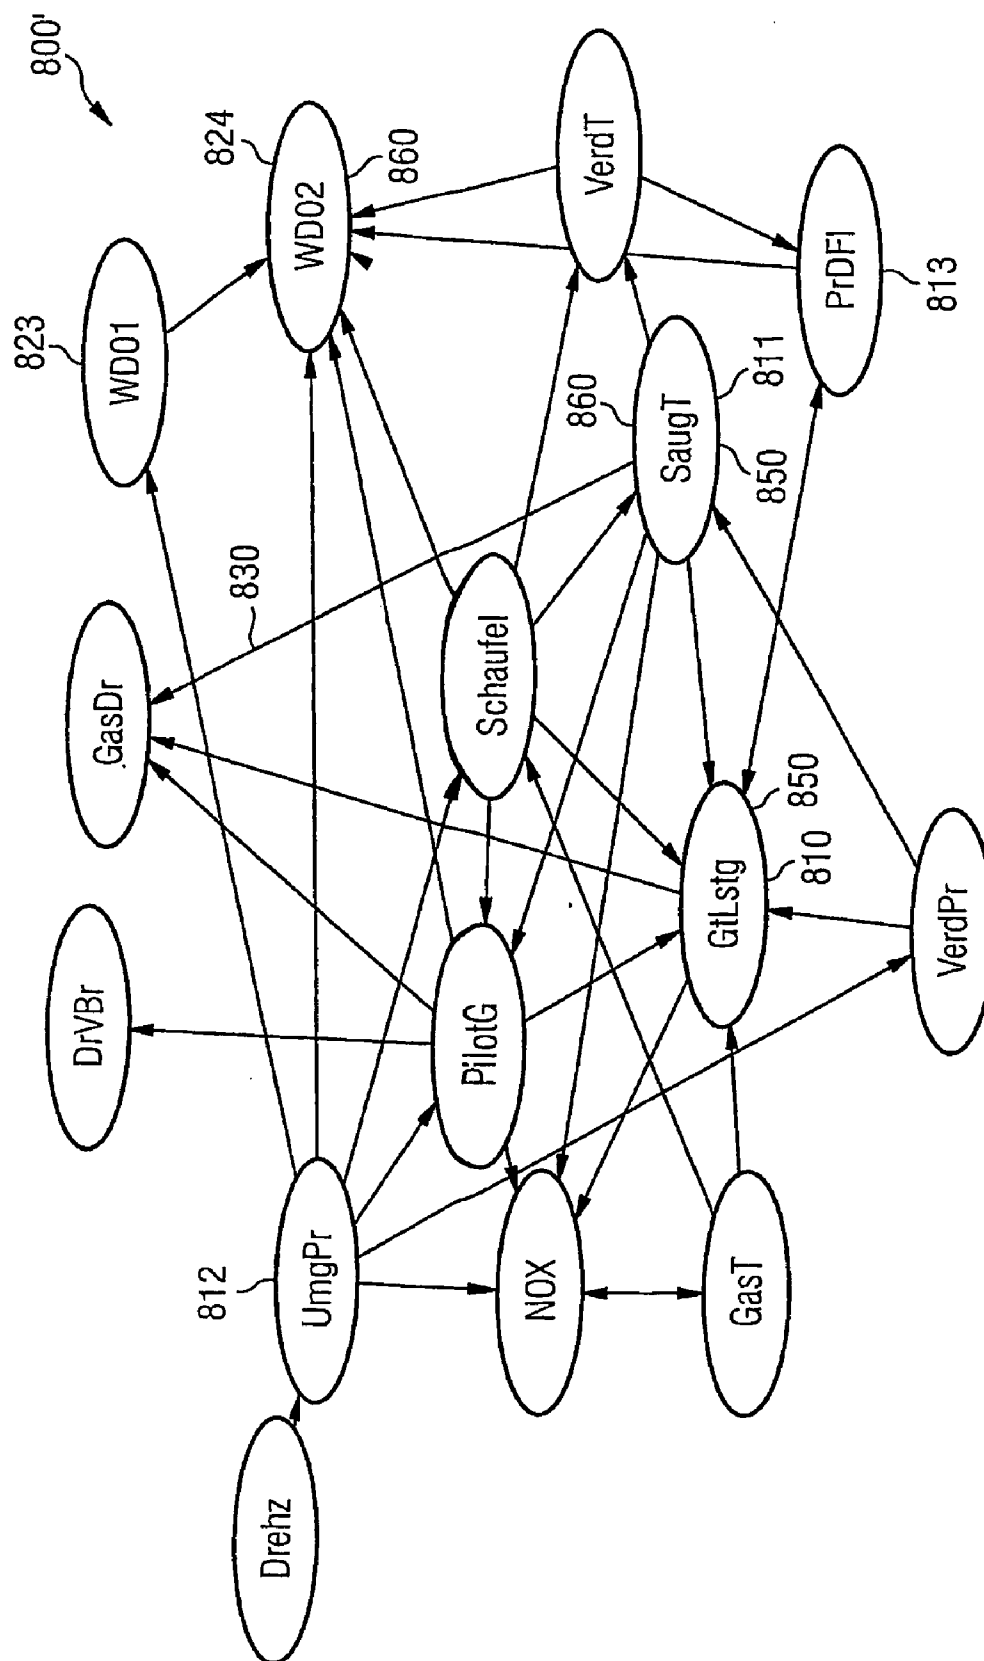 800'
823
DrVBr
.GasDr
WD01
812
824
830
Drehz
UmgPr
WD02
860
PilotG
Schaufel
NOX
860
VerdT
SaugT
GasT
GtLstg
850
811
810
850
PrDFl
VerdPr
813